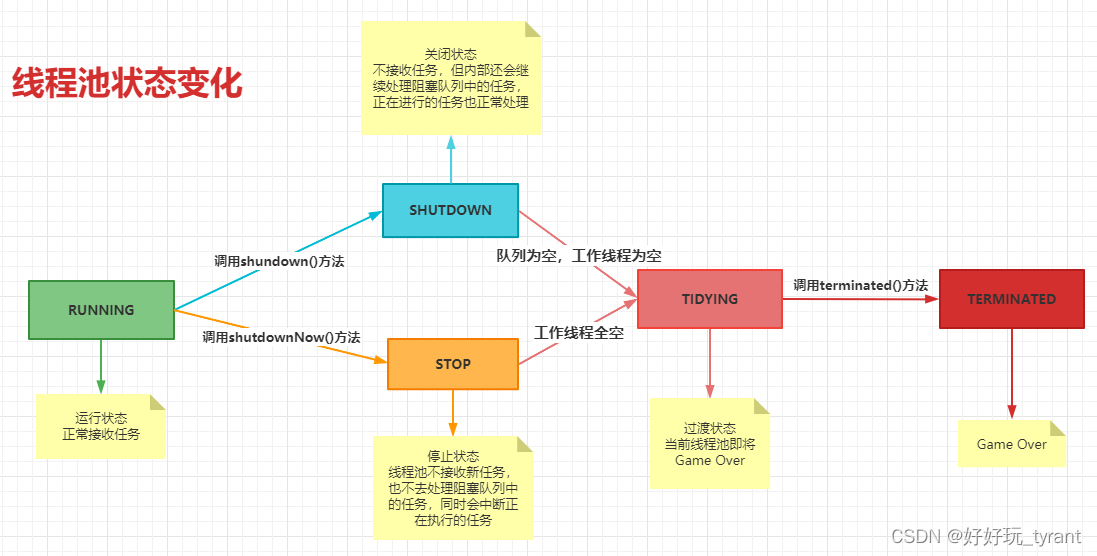 线程池状态变化
关闭状态
不接收任务，但内部还会继
续处理阻塞队列中的任务，
正在进行的任务也正常处理
SHUTDOWN
调用shundown()方法
队列为空，工作线程为空
RUNNING
TIDYING
调用terminated()方法
TERMINATED
调用shutdownNow()方法
工作线程全空
STOP
运行状态
正常接收任务
停止状态
线程池不接收新任务，
也不去处理阻塞队列中
的任务，同时会中断正
在执行的任务
过渡状态
当前线程池即将
Game Over
Game Over
CSDN @好好玩_tyrant